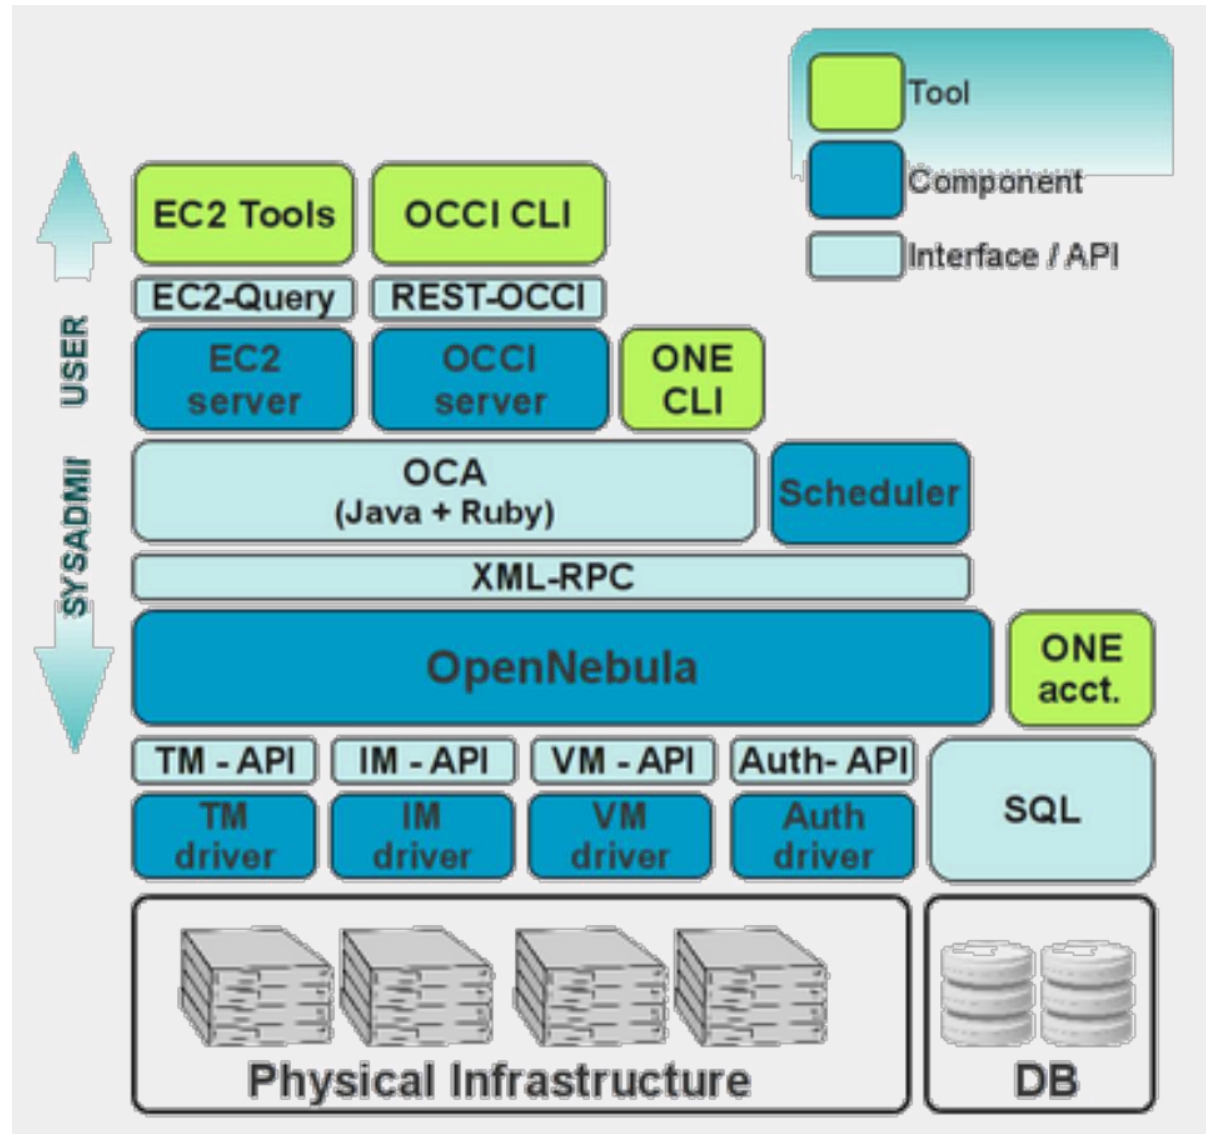 Tool
Component
Interface / API
USER
SYSADMII
EC2 Tools
OCCI CLI
EC2-Query
REST-OCCI
EC2
server
OCCI
server
ONE
CLI
OCA
(Java + Ruby)
Scheduler
XML-RPC
OpenNebula
ONE
acct.
TM - API
IM - API
VM - API
Auth- API
TM
driver
IM
driver
VM
driver
Auth
driver
SQL
Physical Infrastructure
DB